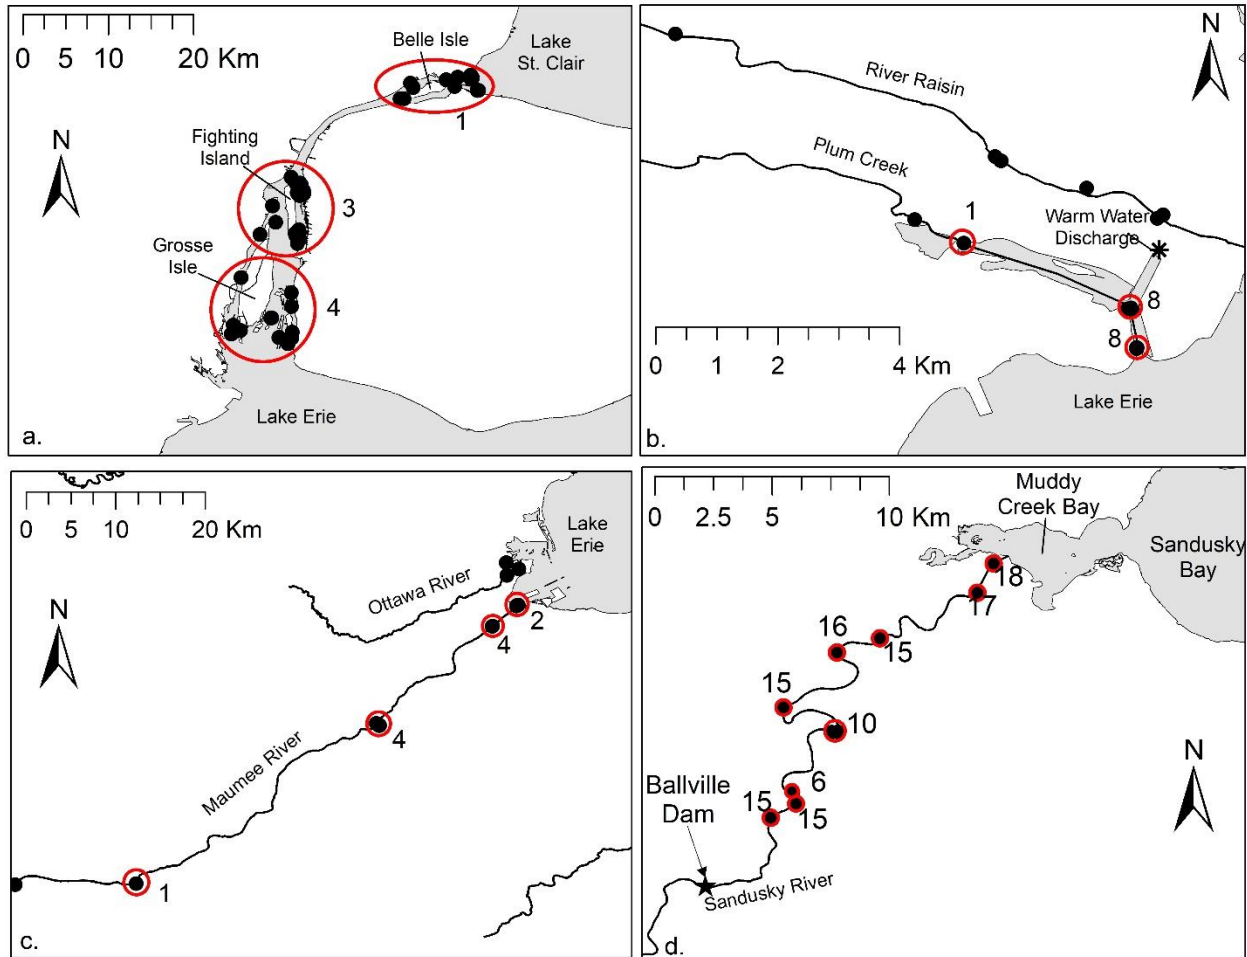 0 5 10 20 Km
Belle Isle
Lake
St. Clair
1
N
Fighting
Island
3
Grosse
Isle
4
Lake Erie
a.
N
River Raisin
Plum Creek
1
Warm Water
Discharge
8
8
0 1 2 4 Km
Lake Erie
b.
0 5 10 20 Km
Lake
Erie
Ottawa River
2
4
N
4
Maumee River
1
c.
0 2.5 5 10 Km
Muddy
Creek Bay
Sandusky
Bay
18
17
16
15
15
10
N
6
15
15
Ballville
Dam
Sandusky River
d.